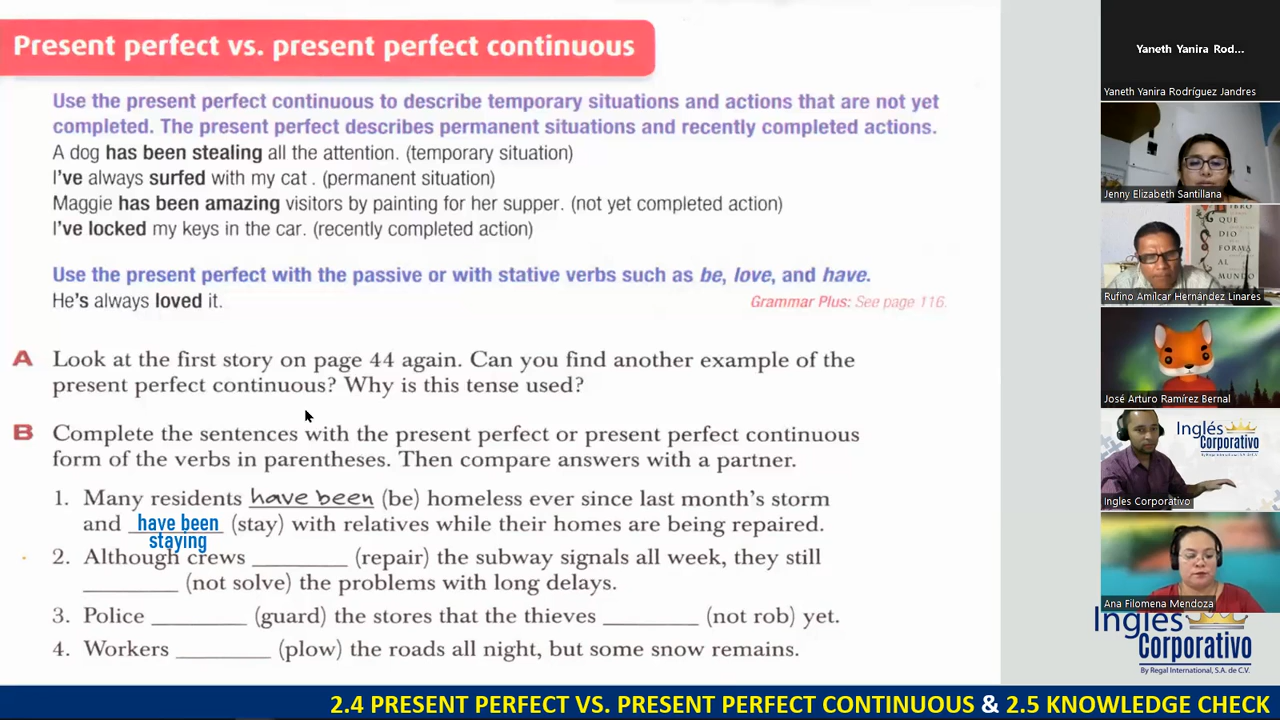 Present perfect vs. present perfect continuous
Use the present perfect continuous to describe temporary situations and actions that are not yet
completed. The present perfect describes permanent situations and recently completed actions.
A dog has been stealing all the attention. (temporary situation)
I've always surfed with my cat . (permanent situation)
Maggie has been amazing visitors by painting for her supper. (not yet completed action)
I've locked my keys in the car. (recently completed action)
Use the present perfect with the passive or with stative verbs such as be, love, and have.
He's always loved it.
Grammar Plus: See page 116.
A Look at the first story on page 44 again. Can you find another example of the
present perfect continuous? Why is this tense used?
B Complete the sentences with the present perfect or present perfect continuous
form of the verbs in parentheses. Then compare answers with a partner.
1. Many residents have been (be) homeless ever since last month's storm
and have been staying (stay) with relatives while their homes are being repaired.
2. Although crews ________ (repair) the subway signals all week, they still
________ (not solve) the problems with long delays.
3. Police ________ (guard) the stores that the thieves ________ (not rob) yet.
4. Workers ________ (plow) the roads all night, but some snow remains.
Yaneth Yanira Rod...
Yaneth Yanira Rodríguez Jandres
Jenny Elizabeth Santillana
LIBRO
QUE
DIO
FORMA
AL
MUNDO
Rufino Amílcar Hernández Linares
José Arturo Ramírez Bernal
Inglés
Corporativo
By Regal International, S.A. de C.V.
Ingles Corporativo
Ana Filomena Mendoza
Inglés
Corporativo
By Regal International, S.A. de C.V.
2.4 PRESENT PERFECT VS. PRESENT PERFECT CONTINUOUS & 2.5 KNOWLEDGE CHECK